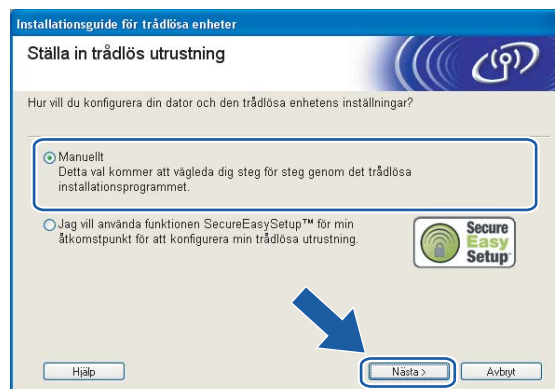 Installationsguide för trådlösa enheter
Ställa in trådlös utrustning
Hur vill du konfigurera din dator och den trådlösa enhetens inställningar?
Manuellt
Detta val kommer att vägleda dig steg för steg genom det trådlösa
installationsprogrammet.
Jag vill använda funktionen SecureEasySetup™ för min
åtkomstpunkt för att konfigurera min trådlösa utrustning.
Secure
Easy
Setup
Hjälp
Nästa >
Avbryt